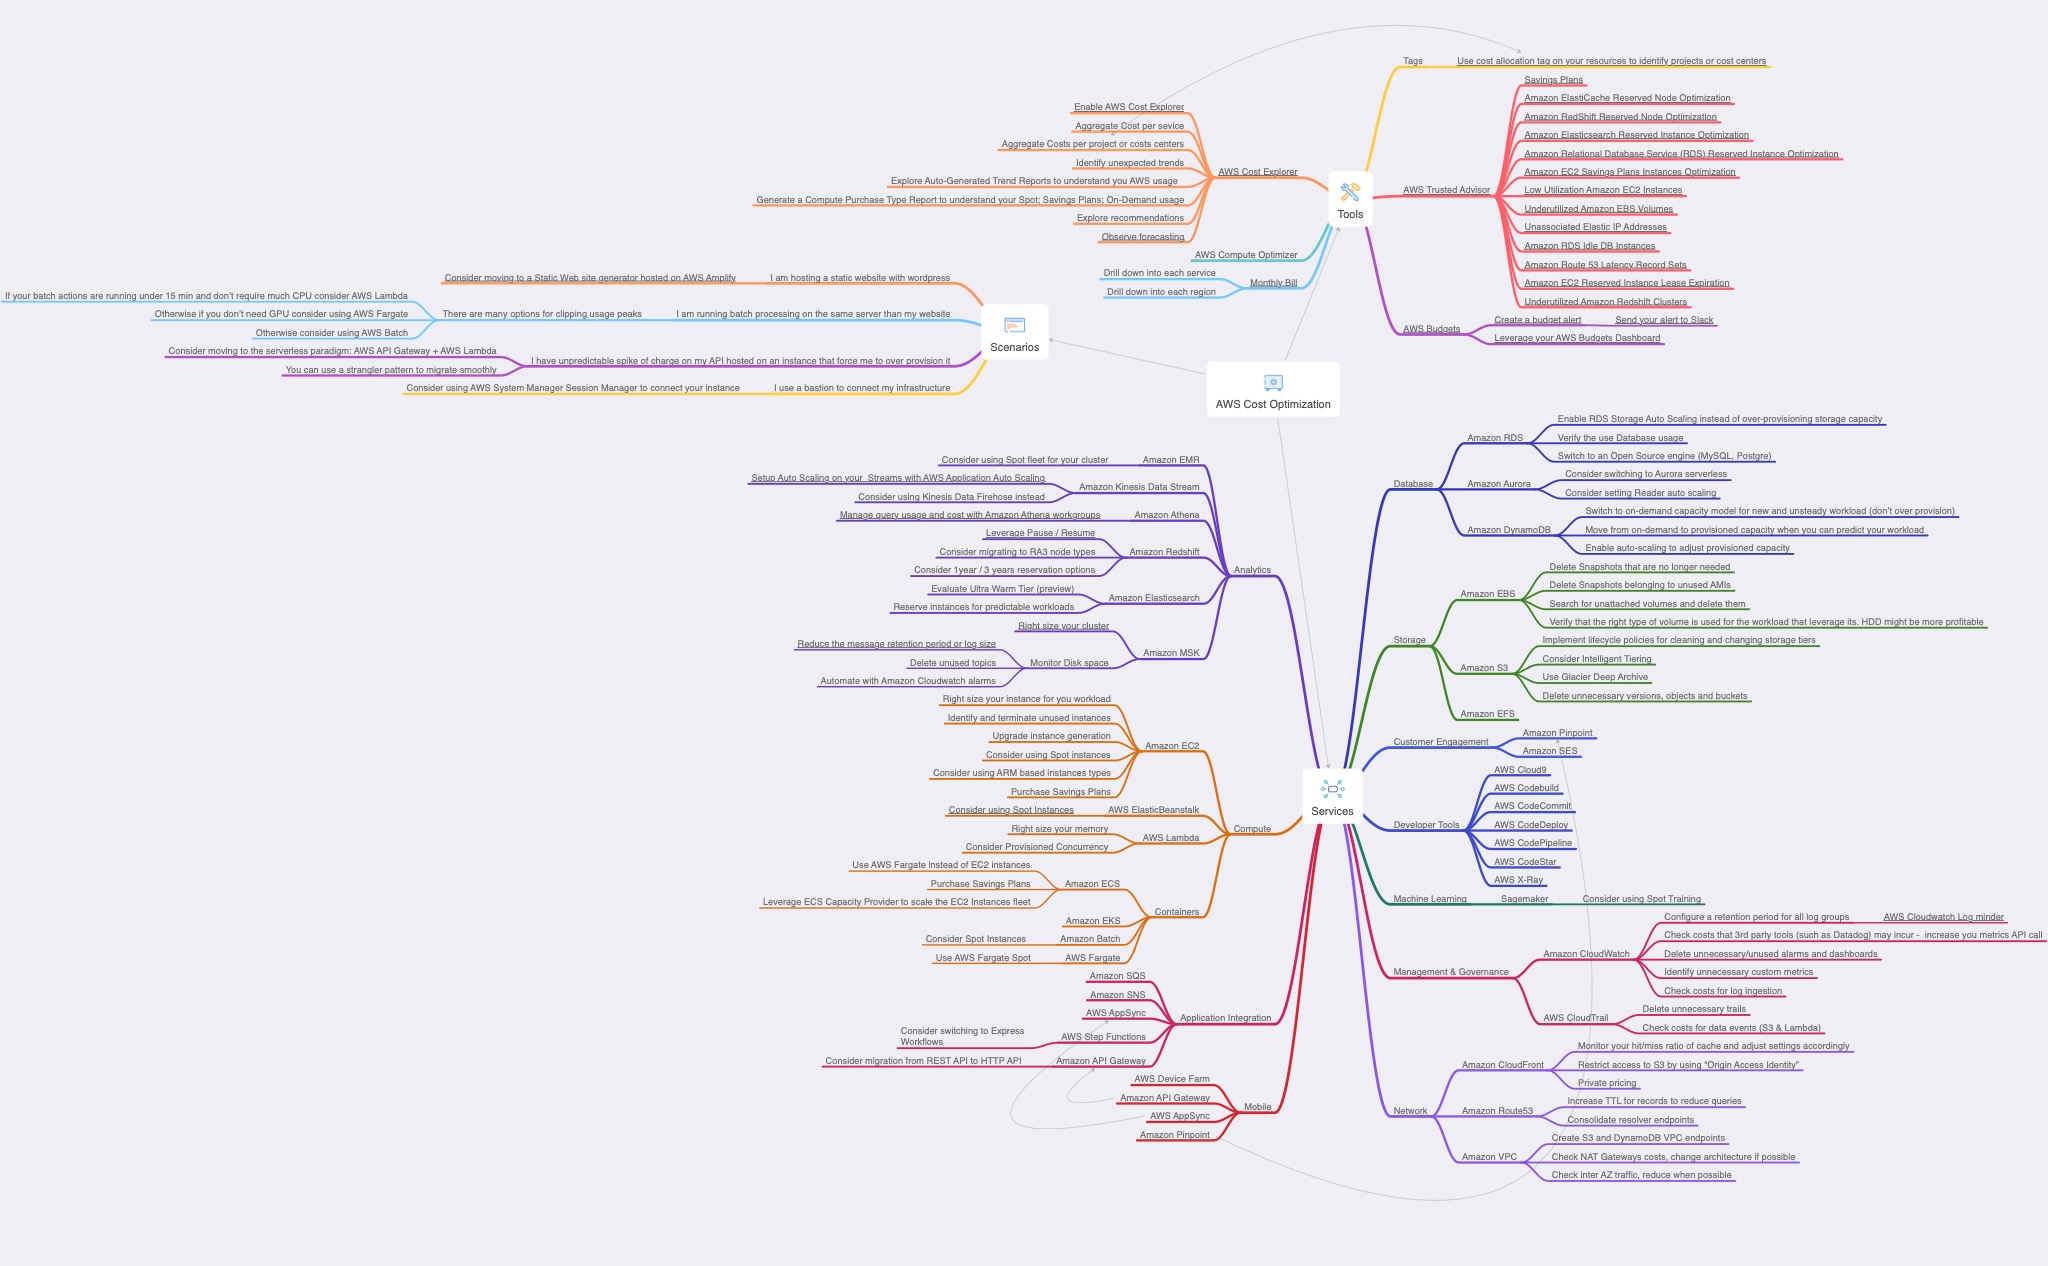 Tags
Use cost allocation tag on your resources to identify projects or cost centers
Savings Plans
Amazon ElastiCache Reserved Node Optimization
Amazon RedShift Reserved Node Optimization
Amazon Elasticsearch Reserved Instance Optimization
Amazon Relational Database Service (RDS) Reserved Instance Optimization
Amazon EC2 Savings Plans Instances Optimization
AWS Trusted Advisor
Low Utilization Amazon EC2 Instances
Underutilized Amazon EBS Volumes
Unassociated Elastic IP Addresses
Amazon RDS Idle DB Instances
Amazon Route 53 Latency Record Sets
Amazon EC2 Reserved Instance Lease Expiration
Underutilized Amazon Redshift Clusters
AWS Budgets
Create a budget alert
Send your alert to Slack
Leverage your AWS Budgets Dashboard
Tools
Enable AWS Cost Explorer
Aggregate Cost per sevice
Aggregate Costs per project or costs centers
Identify unexpected trends
AWS Cost Explorer
Explore Auto-Generated Trend Reports to understand you AWS usage
Generate a Compute Purchase Type Report to understand your Spot; Savings Plans; On-Demand usage
Explore recommendations
Observe forecasting
AWS Compute Optimizer
Drill down into each service
Monthly Bill
Drill down into each region
Consider moving to a Static Web site generator hosted on AWS Amplify
I am hosting a static website with wordpress
If your batch actions are running under 15 min and don't require much CPU consider AWS Lambda
Otherwise if you don't need GPU consider using AWS Fargate
There are many options for clipping usage peaks
I am running batch processing on the same server than my website
Otherwise consider using AWS Batch
Scenarios
Consider moving to the serverless paradigm: AWS API Gateway + AWS Lambda
I have unpredictable spike of charge on my API hosted on an instance that force me to over provision it
You can use a strangler pattern to migrate smoothly
Consider using AWS System Manager Session Manager to connect your instance
I use a bastion to connect my infrastructure
AWS Cost Optimization
Consider using Spot fleet for your cluster
Amazon EMR
Setup Auto Scaling on your Streams with AWS Application Auto Scaling
Amazon Kinesis Data Stream
Consider using Kinesis Data Firehose instead
Manage query usage and cost with Amazon Athena workgroups
Amazon Athena
Leverage Pause / Resume
Consider migrating to RA3 node types
Amazon Redshift
Consider 1year / 3 years reservation options
Analytics
Evaluate Ultra Warm Tier (preview)
Amazon Elasticsearch
Reserve instances for predictable workloads
Right size your cluster
Reduce the message retention period or log size
Amazon MSK
Delete unused topics
Monitor Disk space
Automate with Amazon Cloudwatch alarms
Right size your instance for you workload
Identify and terminate unused instances
Upgrade instance generation
Amazon EC2
Consider using Spot instances
Consider using ARM based instances types
Purchase Savings Plans
Consider using Spot Instances
AWS ElasticBeanstalk
Compute
Right size your memory
AWS Lambda
Consider Provisioned Concurrency
Use AWS Fargate instead of EC2 instances
Purchase Savings Plans
Amazon ECS
Leverage ECS Capacity Provider to scale the EC2 Instances fleet
Containers
Amazon EKS
Consider Spot Instances
Amazon Batch
Use AWS Fargate Spot
AWS Fargate
Amazon SQS
Amazon SNS
AWS AppSync
Application Integration
Consider switching to Express
Workflows
AWS Step Functions
Consider migration from REST API to HTTP API
Amazon API Gateway
AWS Device Farm
Amazon API Gateway
Mobile
AWS AppSync
Amazon Pinpoint
Services
Enable RDS Storage Auto Scaling instead of over-provisioning storage capacity
Amazon RDS
Verify the use Database usage
Switch to an Open Source engine (MySQL, Postgre)
Consider switching to Aurora serverless
Database
Amazon Aurora
Consider setting Reader auto scaling
Switch to on-demand capacity model for new and unsteady workload (don't over provision)
Amazon DynamoDB
Move from on-demand to provisioned capacity when you can predict your workload
Enable auto-scaling to adjust provisioned capacity
Delete Snapshots that are no longer needed
Delete Snapshots belonging to unused AMIs
Amazon EBS
Search for unattached volumes and delete them
Verify that the right type of volume is used for the workload that leverage its. HDD might be more profitable
Storage
Implement lifecycle policies for cleaning and changing storage tiers
Consider Intelligent Tiering
Amazon S3
Use Glacier Deep Archive
Delete unnecessary versions, objects and buckets
Amazon EFS
Customer Engagement
Amazon Pinpoint
Amazon SES
AWS Cloud9
AWS Codebuild
AWS CodeCommit
Developer Tools
AWS CodeDeploy
AWS CodePipeline
AWS CodeStar
AWS X-Ray
Machine Learning
Sagemaker
Consider using Spot Training
Configure a retention period for all log groups
AWS Cloudwatch Log minder
Check costs that 3rd party tools (such as Datadog) may incur - increase you metrics API call
Amazon CloudWatch
Delete unnecessary/unused alarms and dashboards
Management & Governance
Identify unnecessary custom metrics
Check costs for log ingestion
Delete unnecessary trails
AWS CloudTrail
Check costs for data events (S3 & Lambda)
Monitor your hit/miss ratio of cache and adjust settings accordingly
Amazon CloudFront
Restrict access to S3 by using "Origin Access Identity"
Private pricing
Network
Increase TTL for records to reduce queries
Amazon Route53
Consolidate resolver endpoints
Create S3 and DynamoDB VPC endpoints
Amazon VPC
Check NAT Gateways costs, change architecture if possible
Check inter AZ traffic, reduce when possible